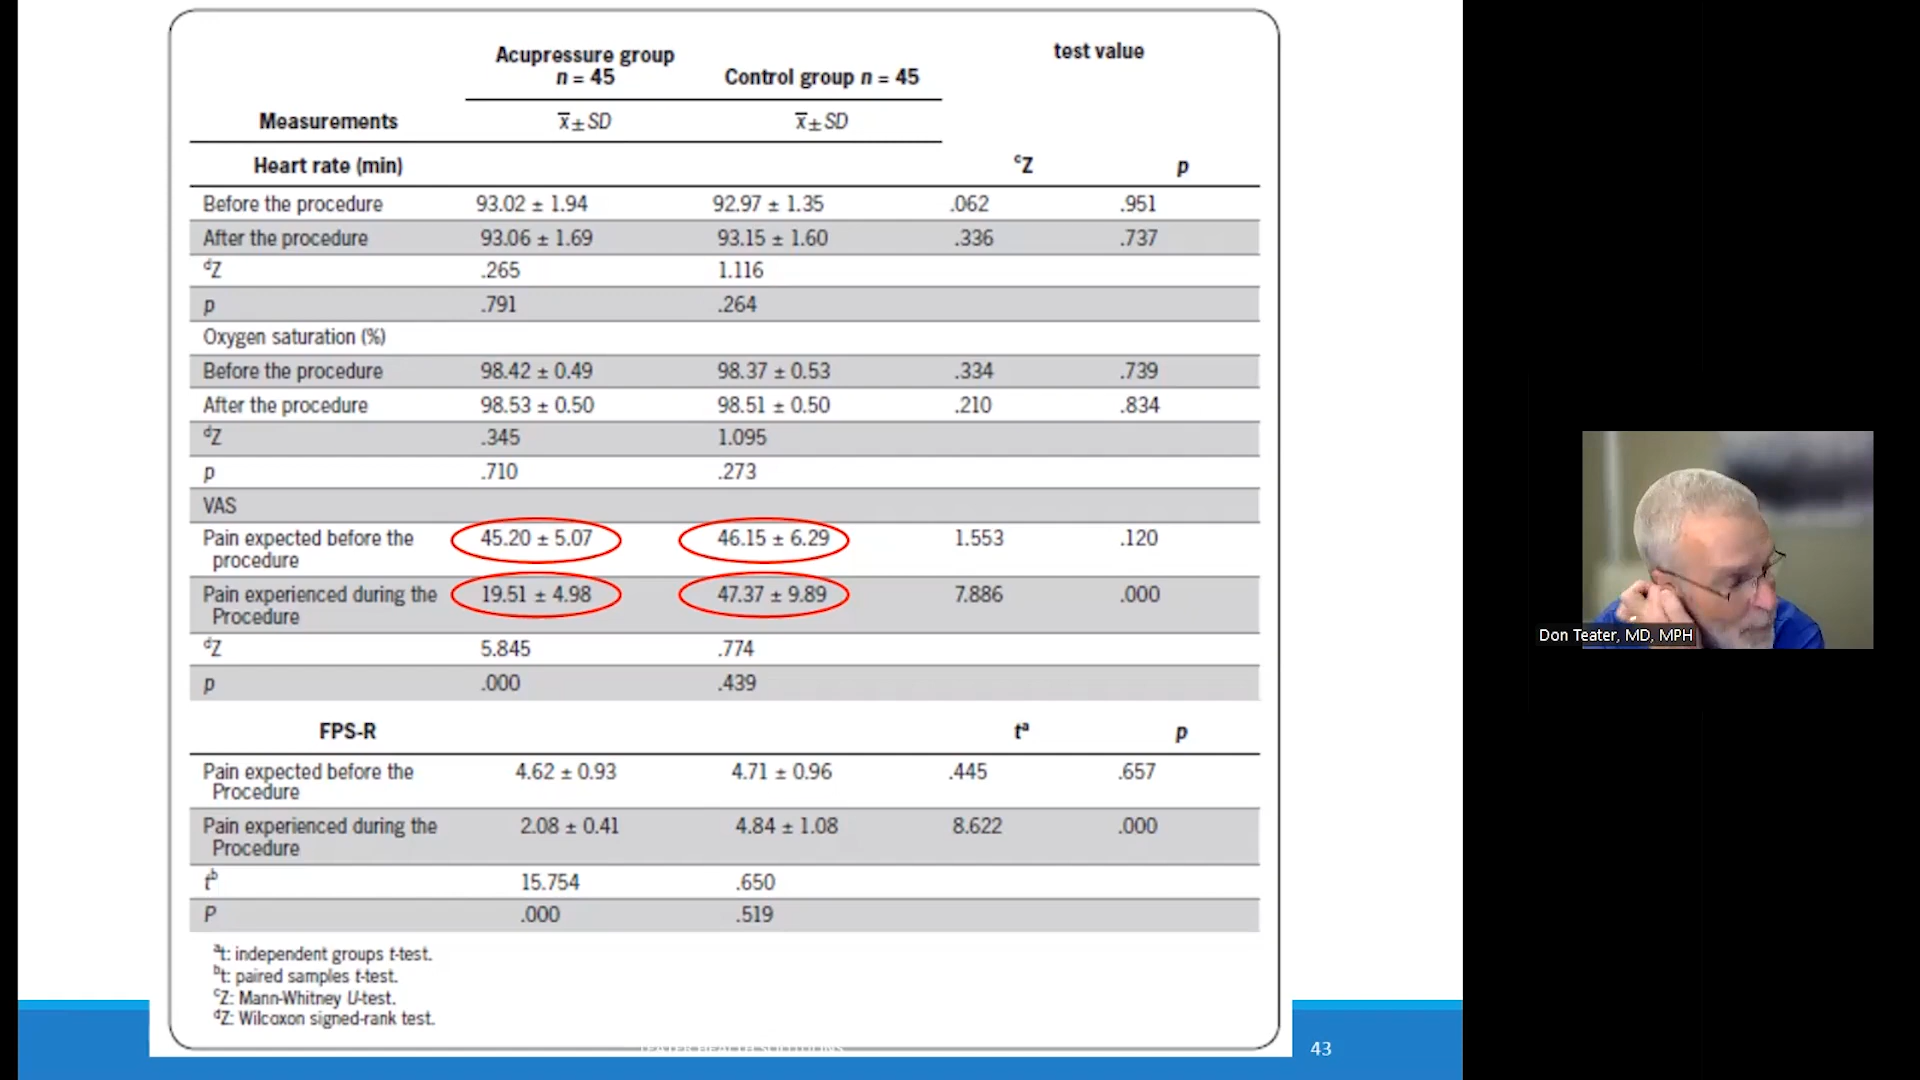 Acupressure group
n = 45
Control group n = 45
test value
Measurements
x̅ ± SD
x̅ ± SD
Heart rate (min)
ᶜZ
p
Before the procedure 93.02 ± 1.94 92.97 ± 1.35 .062 .951
After the procedure 93.06 ± 1.69 93.15 ± 1.60 .336 .737
ᵈZ .265 1.116
p .791 .264
Oxygen saturation (%)
Before the procedure 98.42 ± 0.49 98.37 ± 0.53 .334 .739
After the procedure 98.53 ± 0.50 98.51 ± 0.50 .210 .834
ᵈZ .345 1.095
p .710 .273
VAS
Pain expected before the 45.20 ± 5.07 46.15 ± 6.29 1.553 .120
procedure
Pain experienced during the 19.51 ± 4.98 47.37 ± 9.89 7.886 .000
Procedure
ᵈZ 5.845 .774
p .000 .439
FPS-R tᵃ p
Pain expected before the 4.62 ± 0.93 4.71 ± 0.96 .445 .657
Procedure
Pain experienced during the 2.08 ± 0.41 4.84 ± 1.08 8.622 .000
Procedure
tᵇ 15.754 .650
P .000 .519
ᵃt: independent groups t-test.
ᵇt: paired samples t-test.
ᶜZ: Mann-Whitney U-test.
ᵈZ: Wilcoxon signed-rank test.
TEATER HEALTH SOLUTIONS
43
Don Teater, MD, MPH